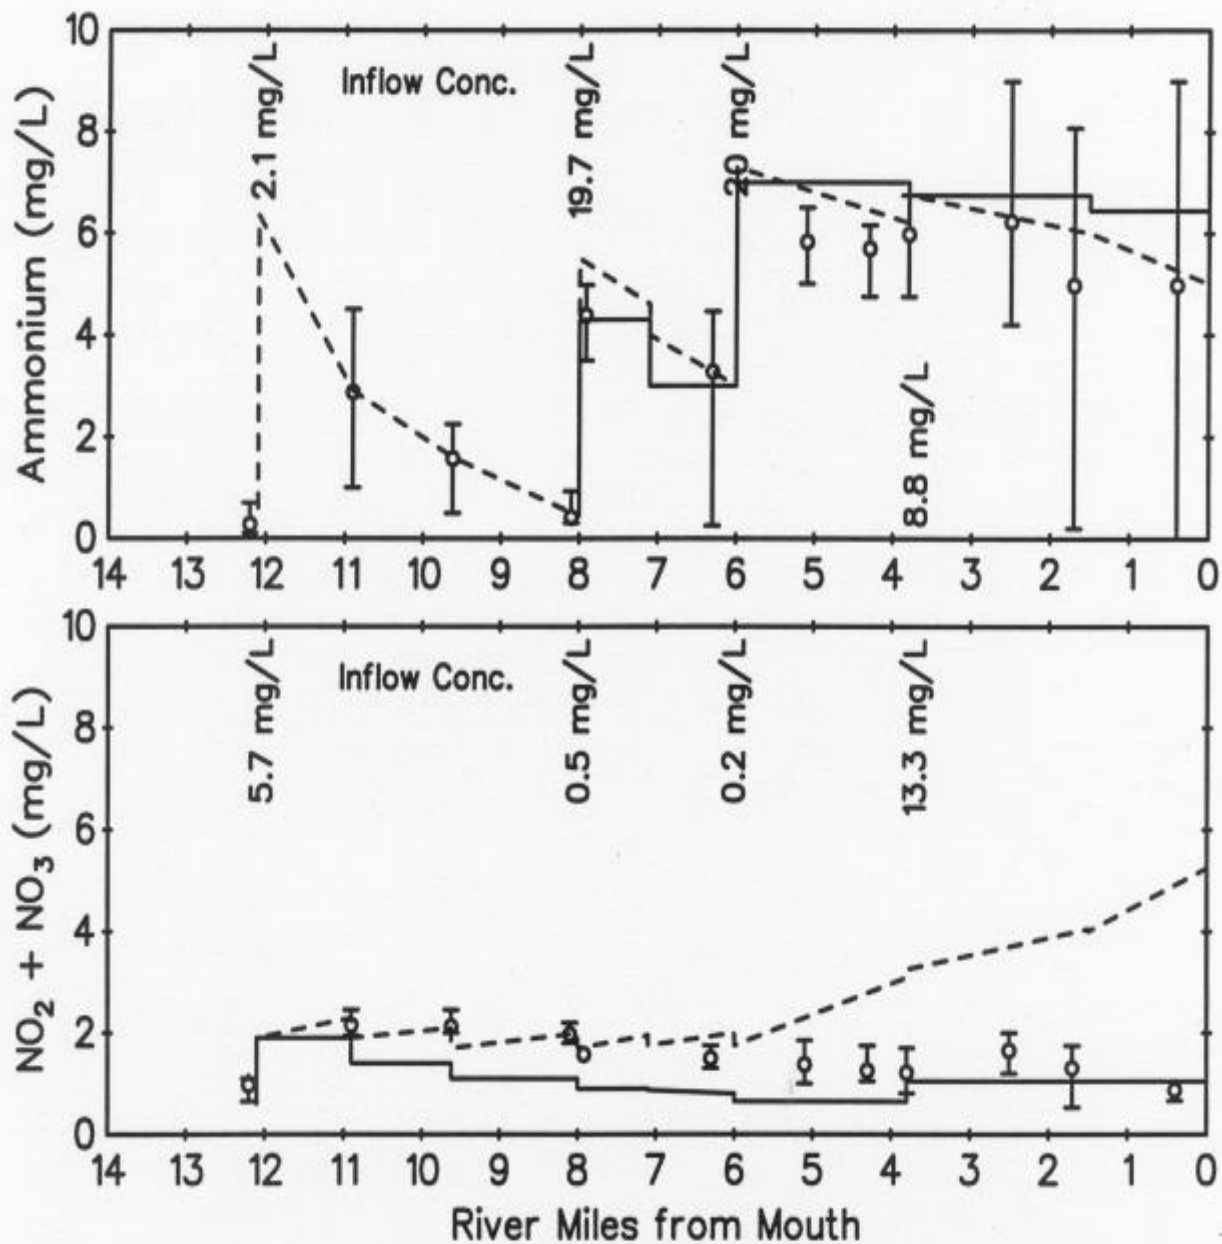 10
8
6
4
2
0
Ammonium (mg/L)
Inflow Conc.
2.1 mg/L
19.7 mg/L
20 mg/L
8.8 mg/L
14 13 12 11 10 9 8 7 6 5 4 3 2 1 0
10
8
6
4
2
0
NO₂ + NO₃ (mg/L)
Inflow Conc.
5.7 mg/L
0.5 mg/L
0.2 mg/L
13.3 mg/L
14 13 12 11 10 9 8 7 6 5 4 3 2 1 0
River Miles from Mouth